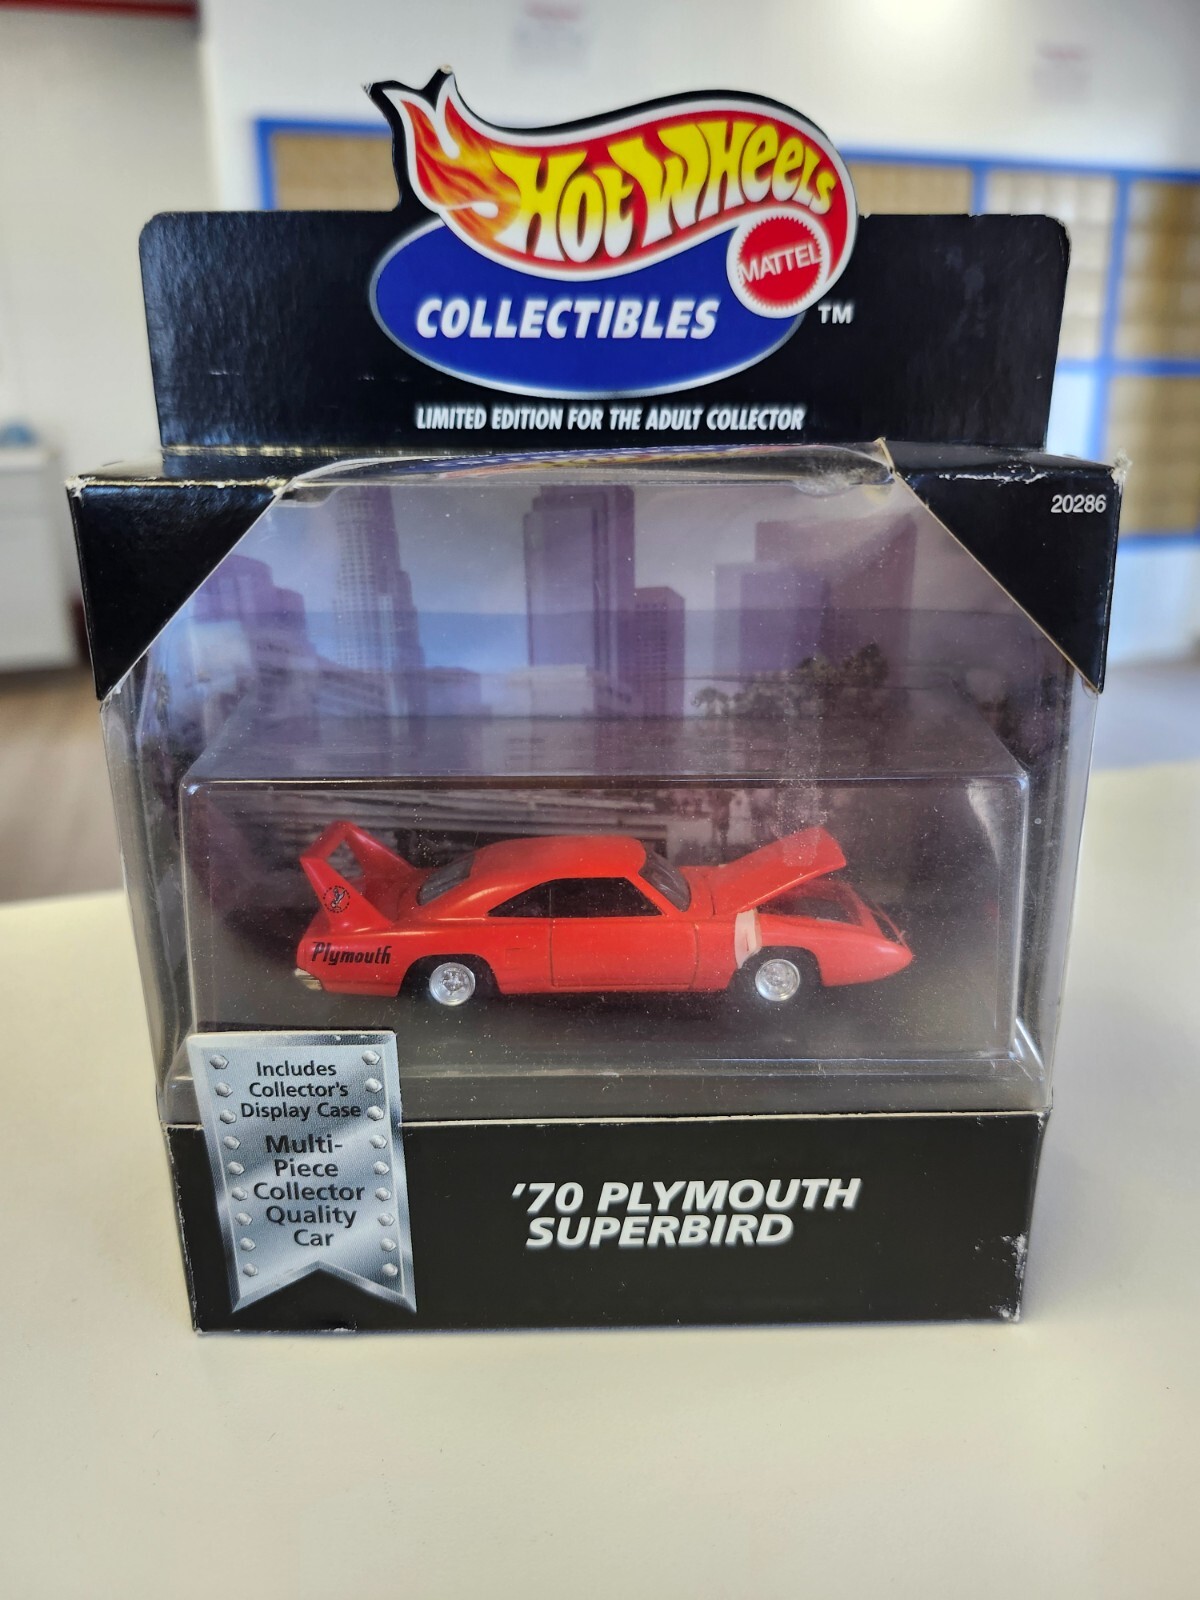 HOT WHEELS
MATTEL
COLLECTIBLES
TM
LIMITED EDITION FOR THE ADULT COLLECTOR
20286
Plymouth
Includes
Collector's
Display Case
Multi-
Piece
Collector
Quality
Car
'70 PLYMOUTH
SUPERBIRD